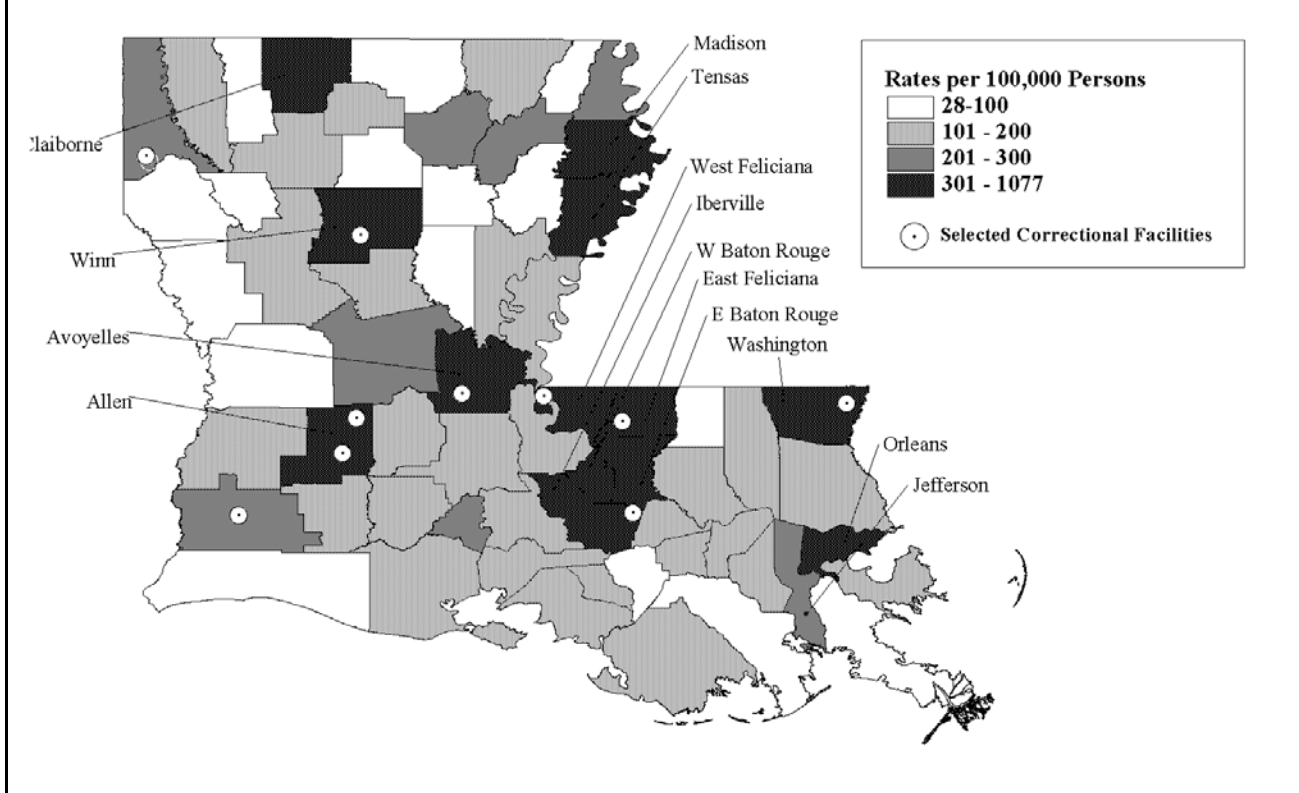 Madison
Tensas
Rates per 100,000 Persons
28-100
101 - 200
201 - 300
301 - 1077
Selected Correctional Facilities
laiborne
West Feliciana
Iberville
Winn
W Baton Rouge
East Feliciana
E Baton Rouge
Washington
Avoyelles
Allen
Orleans
Jefferson